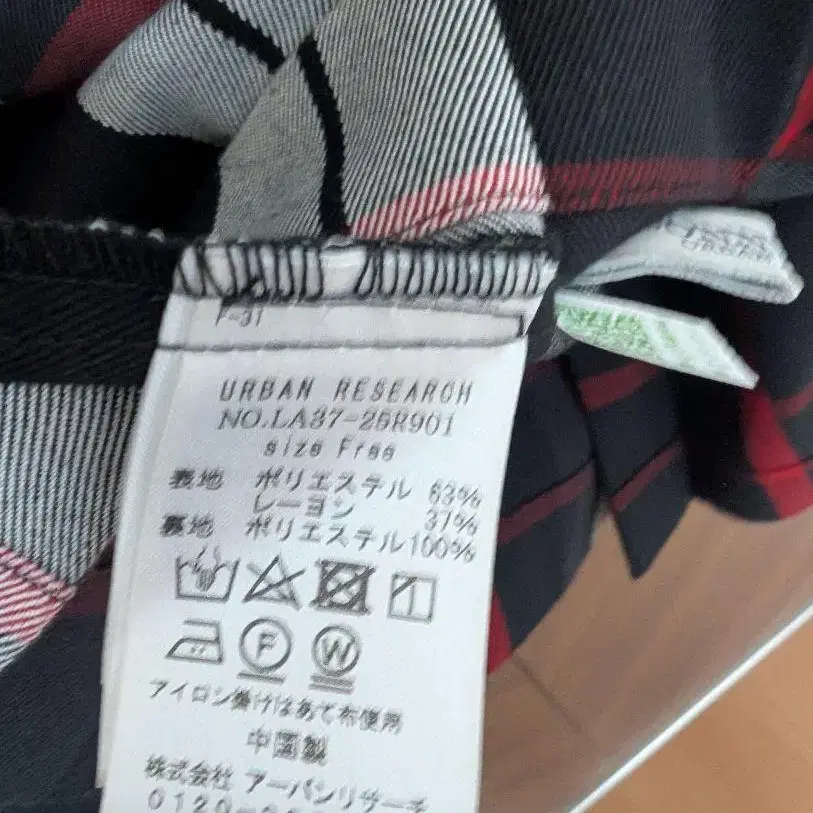 F-31
URBAN RESEARCH
NO.LA37-25R901
size Free
表地 ポリエステル 63%
レーヨン 37%
裏地 ポリエステル100%
F
W
アイロン掛けはあて布使用
中国製
株式会社 アーバンリサーチ
0120-